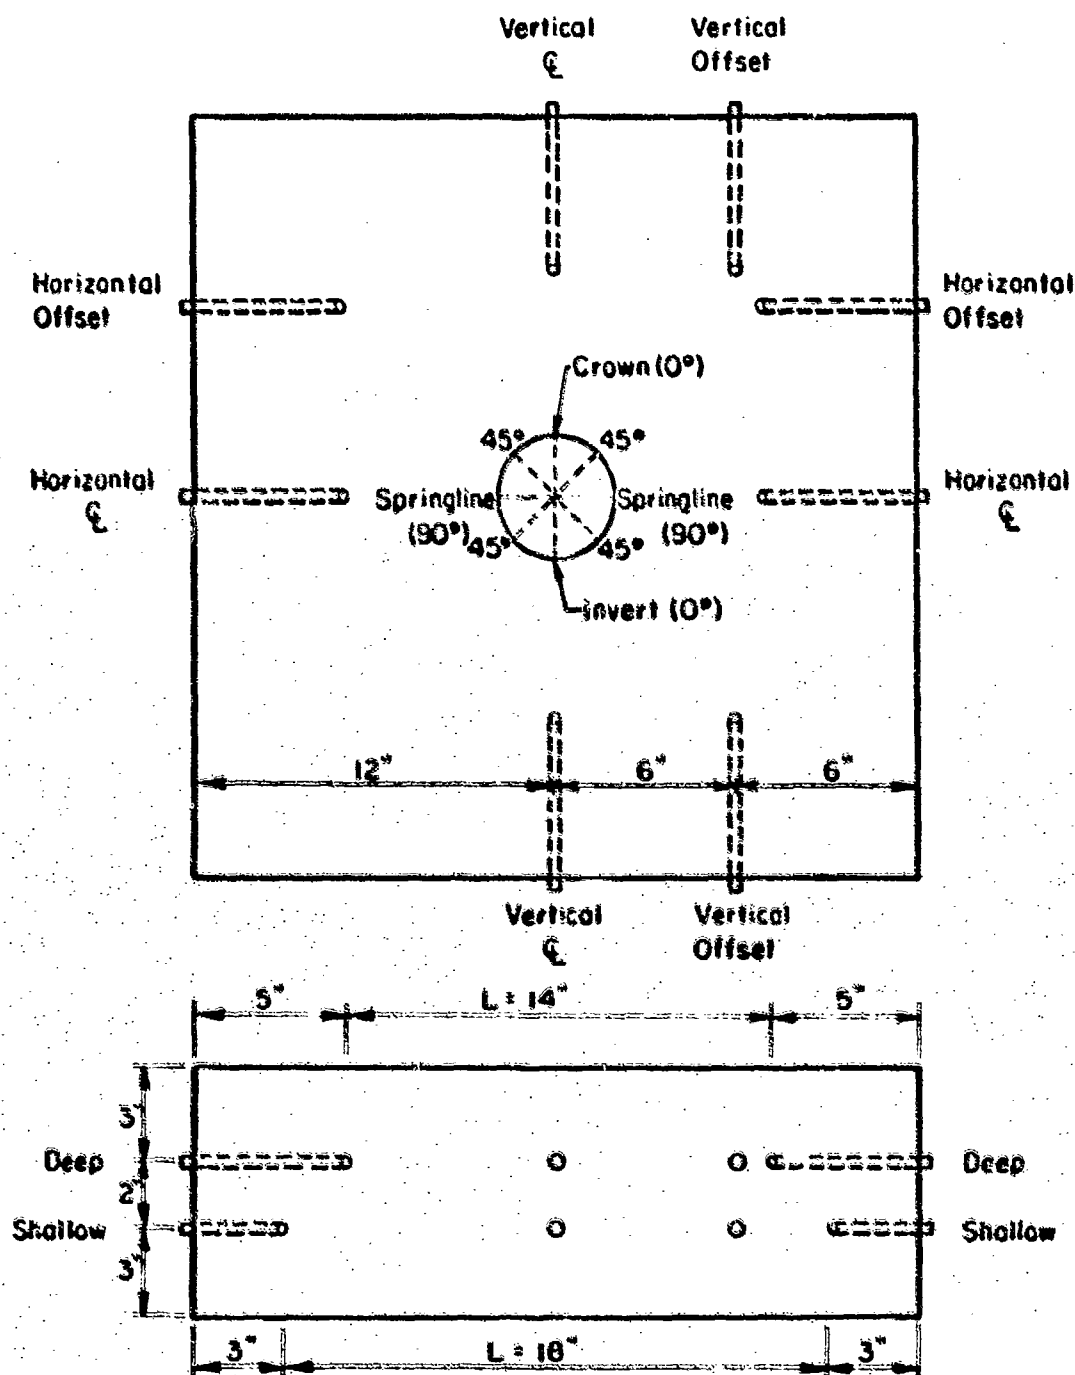 Vertical
℄
Vertical
Offset
Horizontal
Offset
Horizontal
Offset
Crown (0°)
45°
45°
Horizontal
℄
Springline
(90°)
Springline
(90°)
Horizontal
℄
45°
45°
Invert (0°)
12"
6"
6"
Vertical
℄
Vertical
Offset
5"
L = 14"
5"
3"
Deep
Deep
2"
Shallow
Shallow
3"
3"
L = 18"
3"